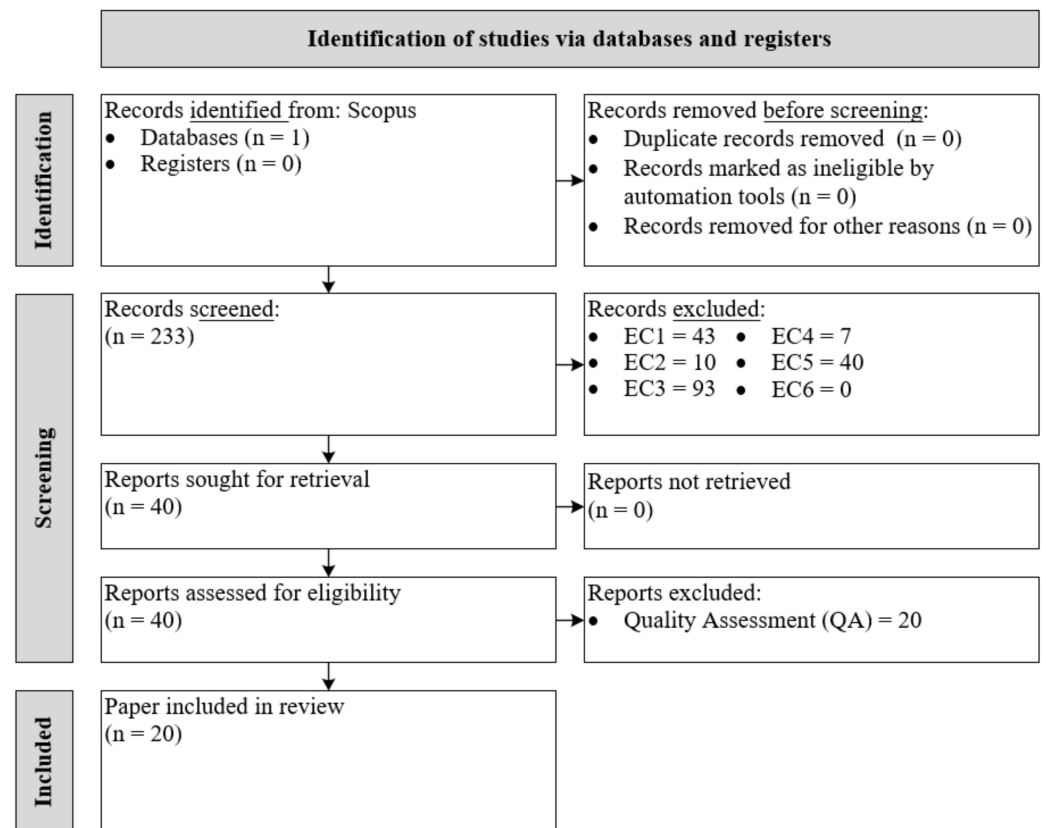 Identification of studies via databases and registers
Identification
Records identified from: Scopus
● Databases (n = 1)
● Registers (n = 0)
Records removed before screening:
● Duplicate records removed (n = 0)
● Records marked as ineligible by
automation tools (n = 0)
● Records removed for other reasons (n = 0)
Screening
Records screened:
(n = 233)
Records excluded:
● EC1 = 43 ● EC4 = 7
● EC2 = 10 ● EC5 = 40
● EC3 = 93 ● EC6 = 0
Reports sought for retrieval
(n = 40)
Reports not retrieved
(n = 0)
Reports assessed for eligibility
(n = 40)
Reports excluded:
● Quality Assessment (QA) = 20
Included
Paper included in review
(n = 20)